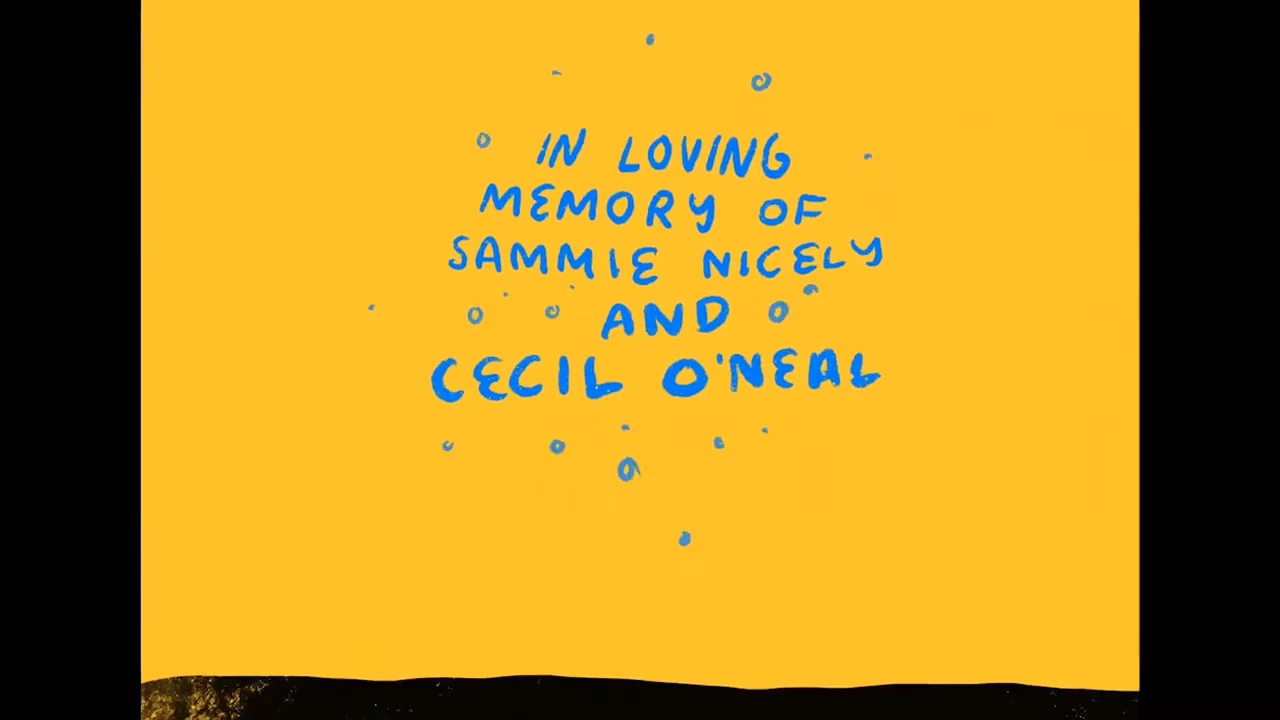 IN LOVING
MEMORY OF
SAMMIE NICELY
AND
CECIL O'NEAL